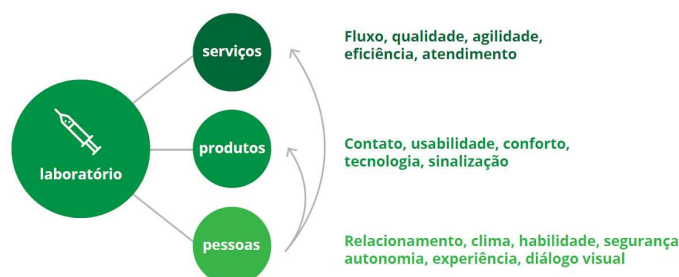 serviços
Fluxo, qualidade, agilidade,
eficiência, atendimento
laboratório
produtos
Contato, usabilidade, conforto,
tecnologia, sinalização
pessoas
Relacionamento, clima, habilidade, segurança
autonomia, experiência, diálogo visual